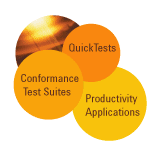 QuickTests
Conformance
Test Suites
Productivity
Applications